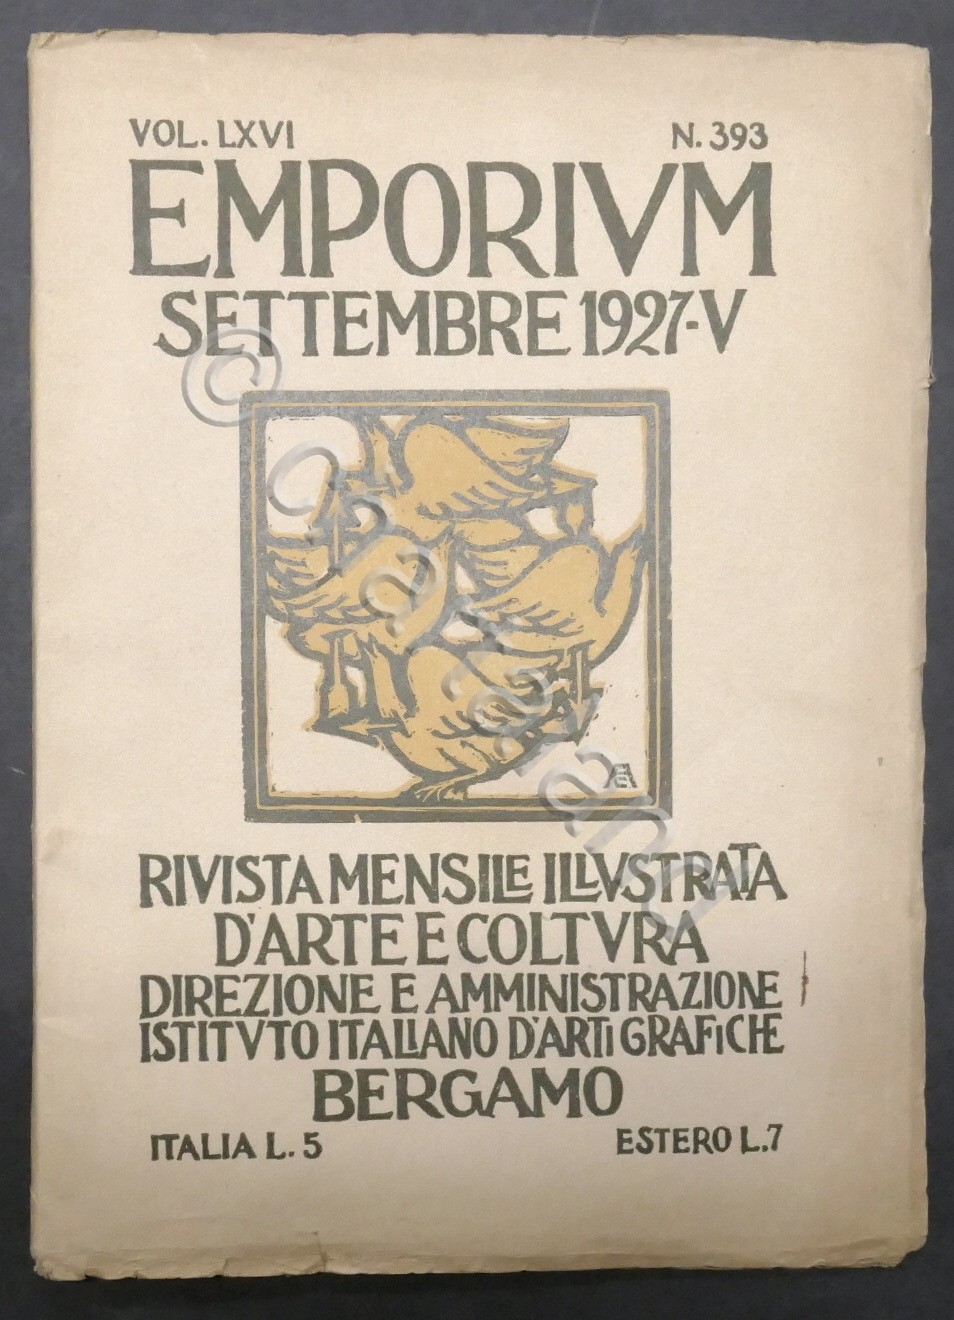 VOL. LXVI N. 393
EMPORIVM
SETTEMBRE 1927-V
RIVISTA MENSILE ILLVSTRATA
D'ARTE E COLTVRA
DIREZIONE E AMMINISTRAZIONE
ISTITVTO ITALIANO D'ARTI GRAFICHE
BERGAMO
ITALIA L. 5 ESTERO L.7
© Chartaland